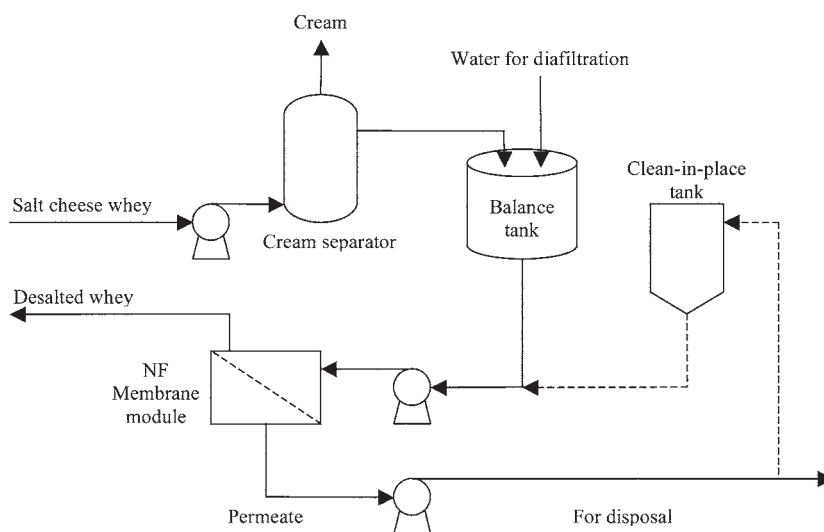 Cream
Water for diafiltration
Clean-in-place
tank
Salt cheese whey
Balance
tank
Cream separator
Desalted whey
NF
Membrane
module
Permeate
For disposal